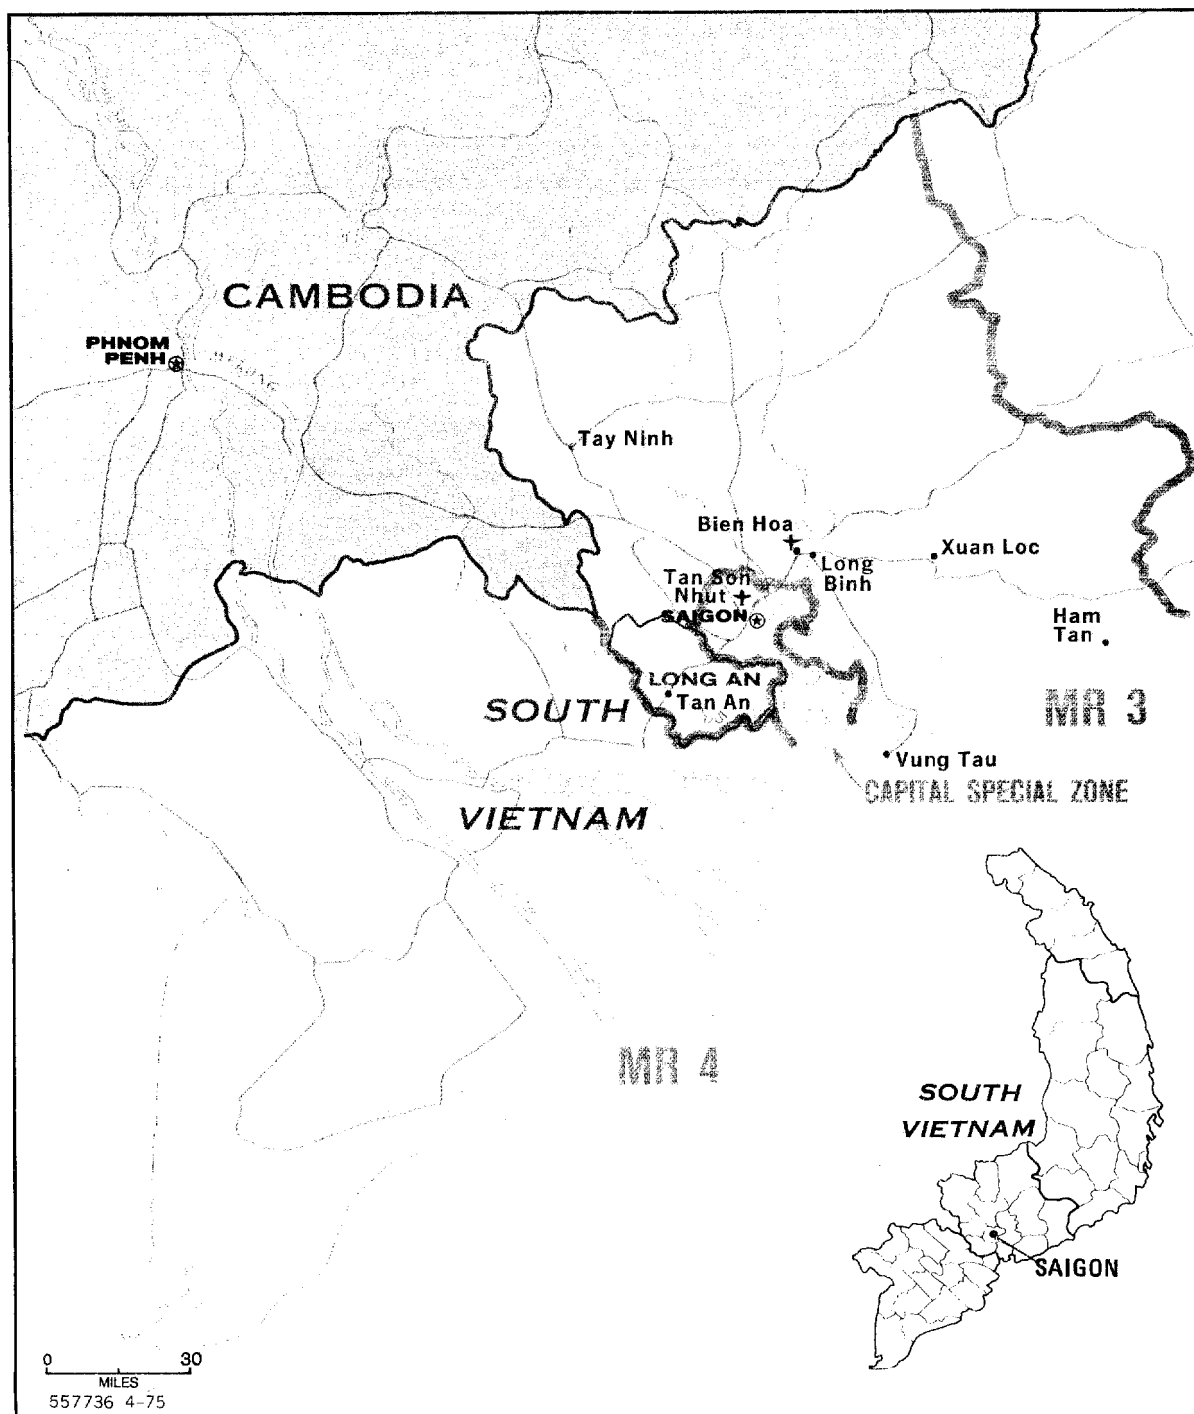 CAMBODIA
PHNOM
PENH
Tay Ninh
Bien Hoa
Xuan Loc
Long
Binh
Tan Son
Nhut
SAIGON
Ham
Tan
LONG AN
Tan An
SOUTH
MR 3
Vung Tau
CAPITAL SPECIAL ZONE
VIETNAM
MR 4
SOUTH
VIETNAM
SAIGON
0 30
MILES
557736 4-75